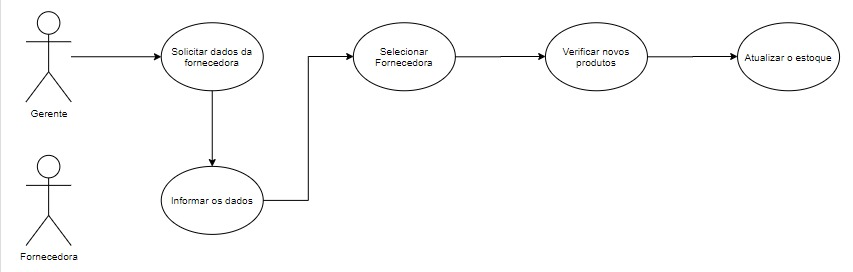 Gerente
Solicitar dados da
fornecedora
Selecionar
Fornecedora
Verificar novos
produtos
Atualizar o estoque
Fornecedora
Informar os dados